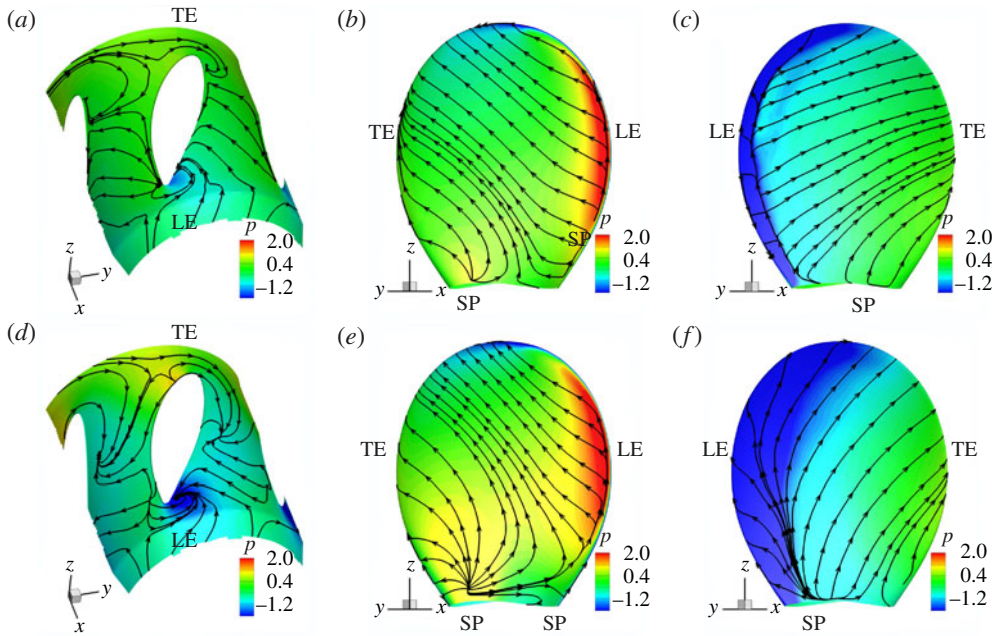 (a) TE (b) (c)
TE LE LE TE
LE p 2.0 0.4 −1.2 SP p 2.0 0.4 −1.2 p 2.0 0.4 −1.2
z y x z y x SP z y x SP
(d) TE (e) (f)
TE LE LE TE
LE p 2.0 0.4 −1.2 p 2.0 0.4 −1.2 p 2.0 0.4 −1.2
z y x z y x SP SP z y x SP